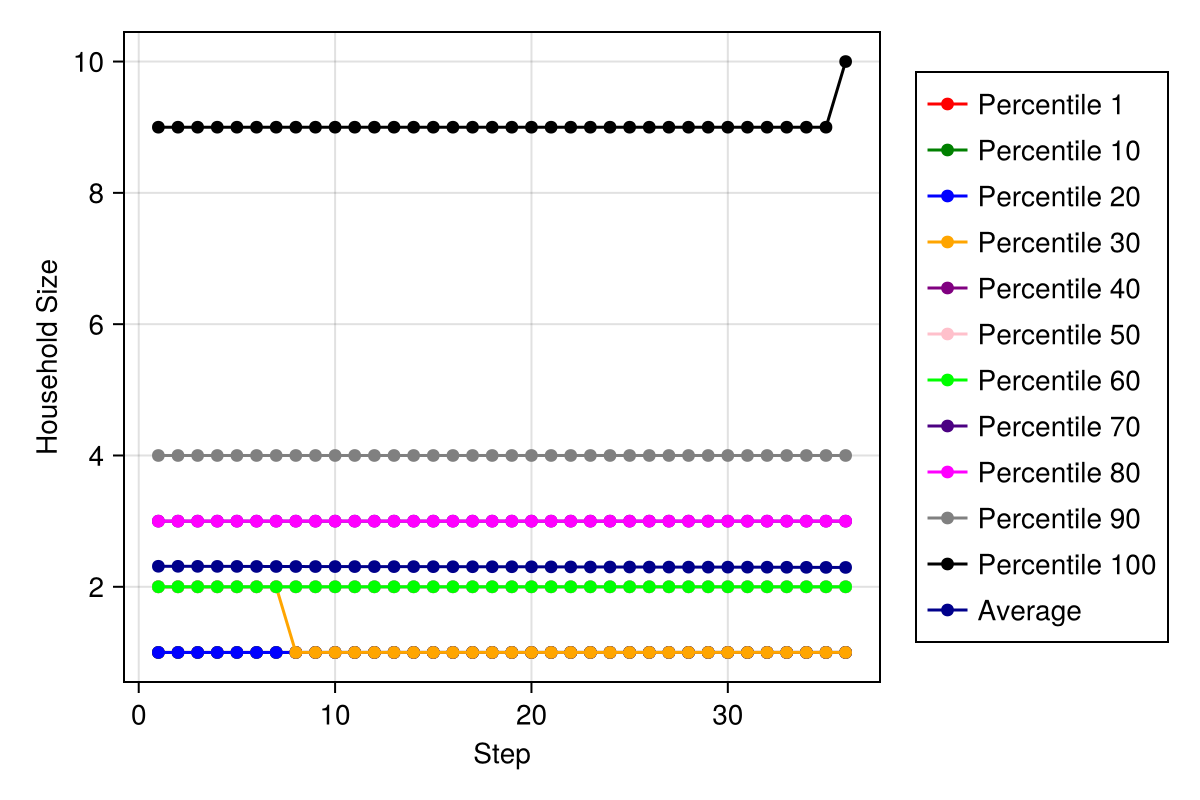 10
8
6
4
2
Household Size
0
10
20
30
Step
Percentile 1
Percentile 10
Percentile 20
Percentile 30
Percentile 40
Percentile 50
Percentile 60
Percentile 70
Percentile 80
Percentile 90
Percentile 100
Average